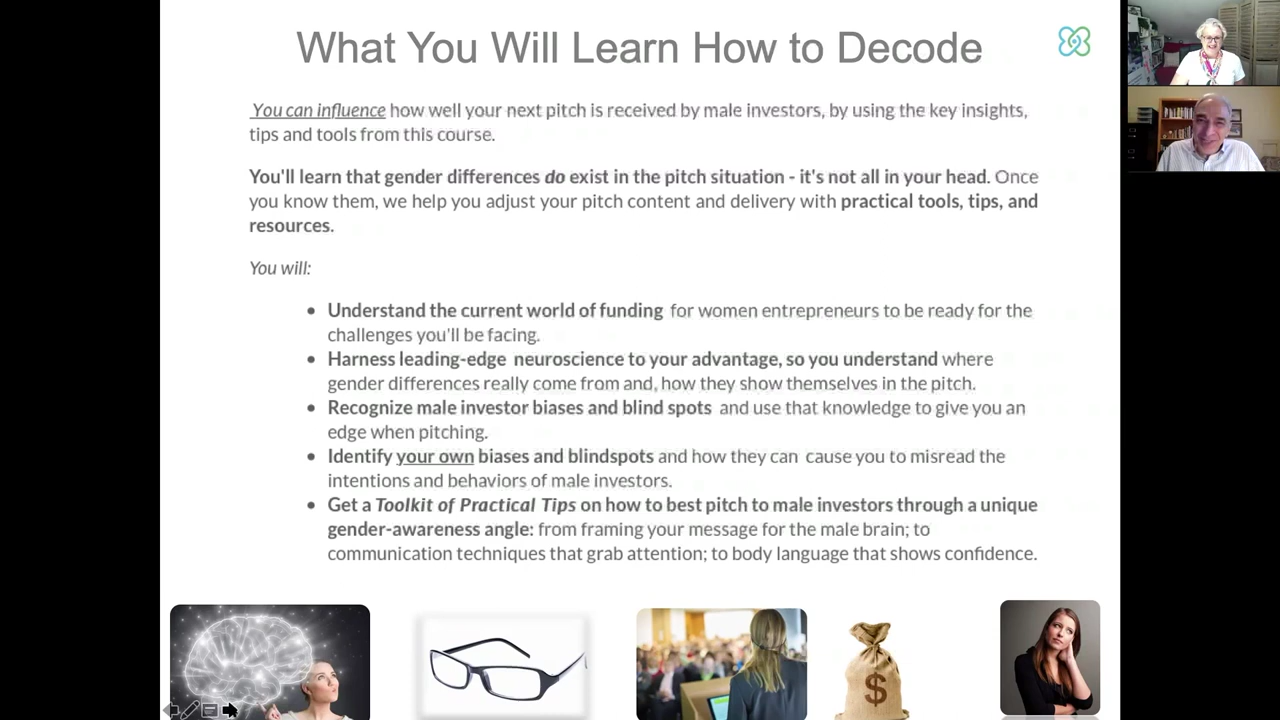 What You Will Learn How to Decode
You can influence how well your next pitch is received by male investors, by using the key insights,
tips and tools from this course.
You'll learn that gender differences do exist in the pitch situation - it's not all in your head. Once
you know them, we help you adjust your pitch content and delivery with practical tools, tips, and
resources.
You will:
• Understand the current world of funding for women entrepreneurs to be ready for the
challenges you'll be facing.
• Harness leading-edge neuroscience to your advantage, so you understand where
gender differences really come from and, how they show themselves in the pitch.
• Recognize male investor biases and blind spots and use that knowledge to give you an
edge when pitching.
• Identify your own biases and blindspots and how they can cause you to misread the
intentions and behaviors of male investors.
• Get a Toolkit of Practical Tips on how to best pitch to male investors through a unique
gender-awareness angle: from framing your message for the male brain; to
communication techniques that grab attention; to body language that shows confidence.
$